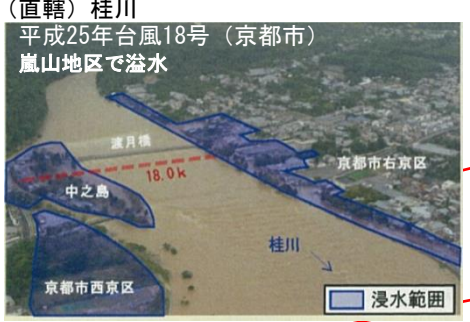 (直轄) 桂川
平成25年台風18号（京都市）
嵐山地区で溢水
渡月橋
京都市右京区
18.0k
中之島
桂川
京都市西京区
浸水範囲